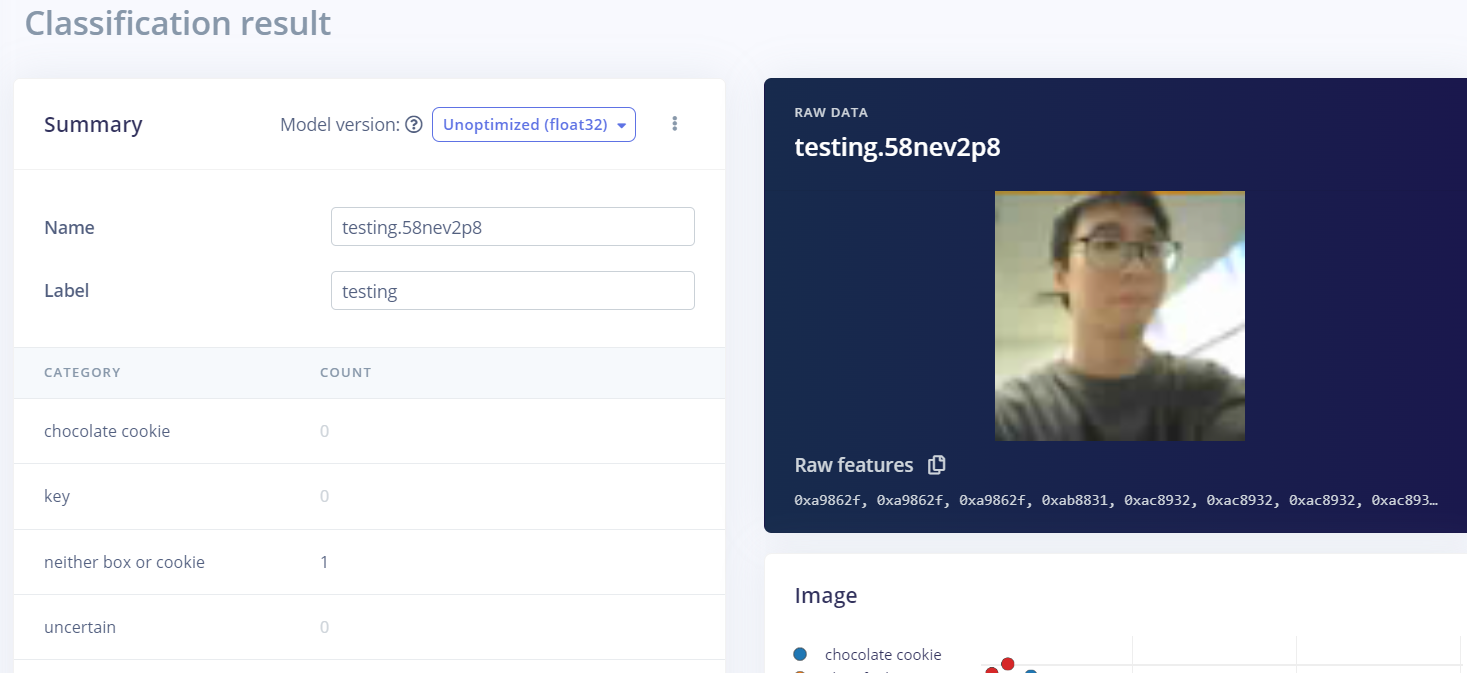 Classification result
Summary
Model version:
Unoptimized (float32)
Name
testing.58nev2p8
Label
testing
CATEGORY COUNT
chocolate cookie 0
key 0
neither box or cookie 1
uncertain 0
RAW DATA
testing.58nev2p8
Raw features
0xa9862f, 0xa9862f, 0xa9862f, 0xab8831, 0xac8932, 0xac8932, 0xac8932, 0xac893…
Image
chocolate cookie